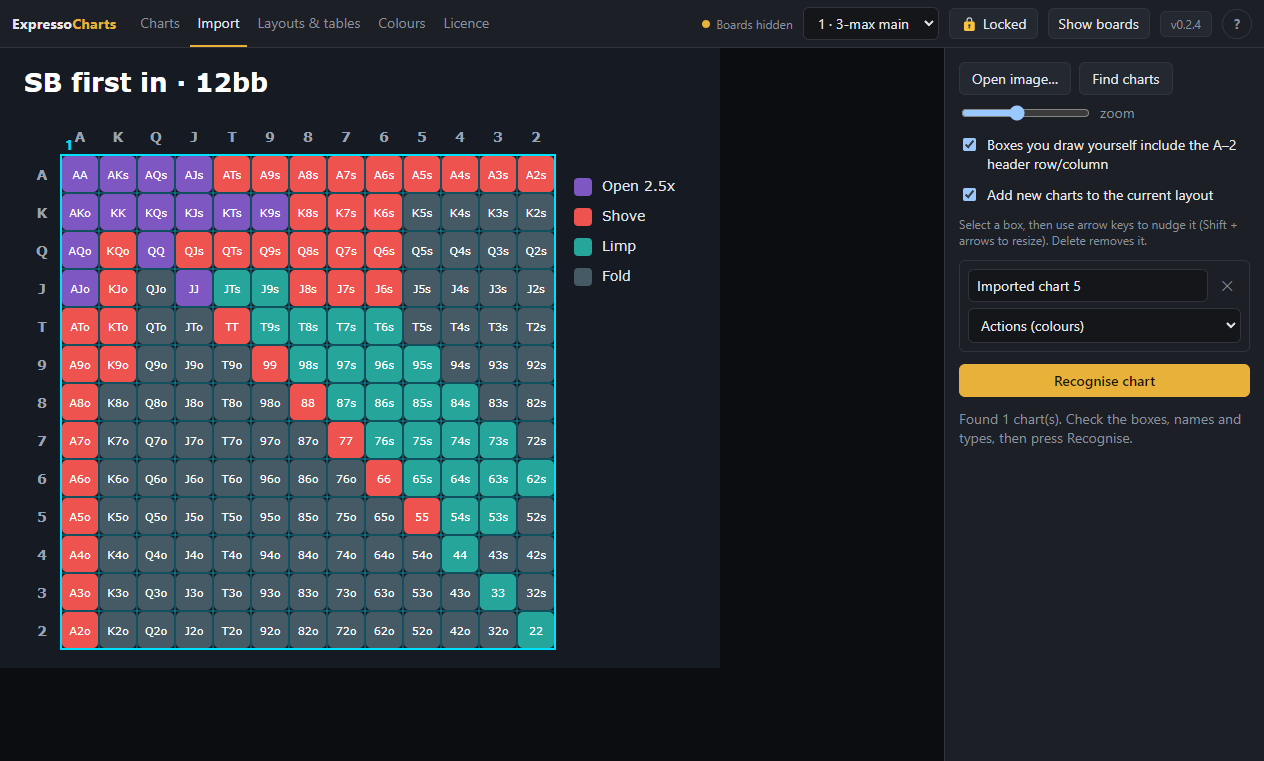 ExpressoCharts Charts Import Layouts & tables Colours Licence Boards hidden 1 · 3-max main Locked Show boards v0.2.4 ?
SB first in · 12bb
1 A K Q J T 9 8 7 6 5 4 3 2
A AA AKs AQs AJs ATs A9s A8s A7s A6s A5s A4s A3s A2s
K AKo KK KQs KJs KTs K9s K8s K7s K6s K5s K4s K3s K2s
Q AQo KQo QQ QJs QTs Q9s Q8s Q7s Q6s Q5s Q4s Q3s Q2s
J AJo KJo QJo JJ JTs J9s J8s J7s J6s J5s J4s J3s J2s
T ATo KTo QTo JTo TT T9s T8s T7s T6s T5s T4s T3s T2s
9 A9o K9o Q9o J9o T9o 99 98s 97s 96s 95s 94s 93s 92s
8 A8o K8o Q8o J8o T8o 98o 88 87s 86s 85s 84s 83s 82s
7 A7o K7o Q7o J7o T7o 97o 87o 77 76s 75s 74s 73s 72s
6 A6o K6o Q6o J6o T6o 96o 86o 76o 66 65s 64s 63s 62s
5 A5o K5o Q5o J5o T5o 95o 85o 75o 65o 55 54s 53s 52s
4 A4o K4o Q4o J4o T4o 94o 84o 74o 64o 54o 44 43s 42s
3 A3o K3o Q3o J3o T3o 93o 83o 73o 63o 53o 43o 33 32s
2 A2o K2o Q2o J2o T2o 92o 82o 72o 62o 52o 42o 32o 22
Open 2.5x
Shove
Limp
Fold
Open image... Find charts
zoom
Boxes you draw yourself include the A–2
header row/column
Add new charts to the current layout
Select a box, then use arrow keys to nudge it (Shift +
arrows to resize). Delete removes it.
Imported chart 5
Actions (colours)
Recognise chart
Found 1 chart(s). Check the boxes, names and
types, then press Recognise.